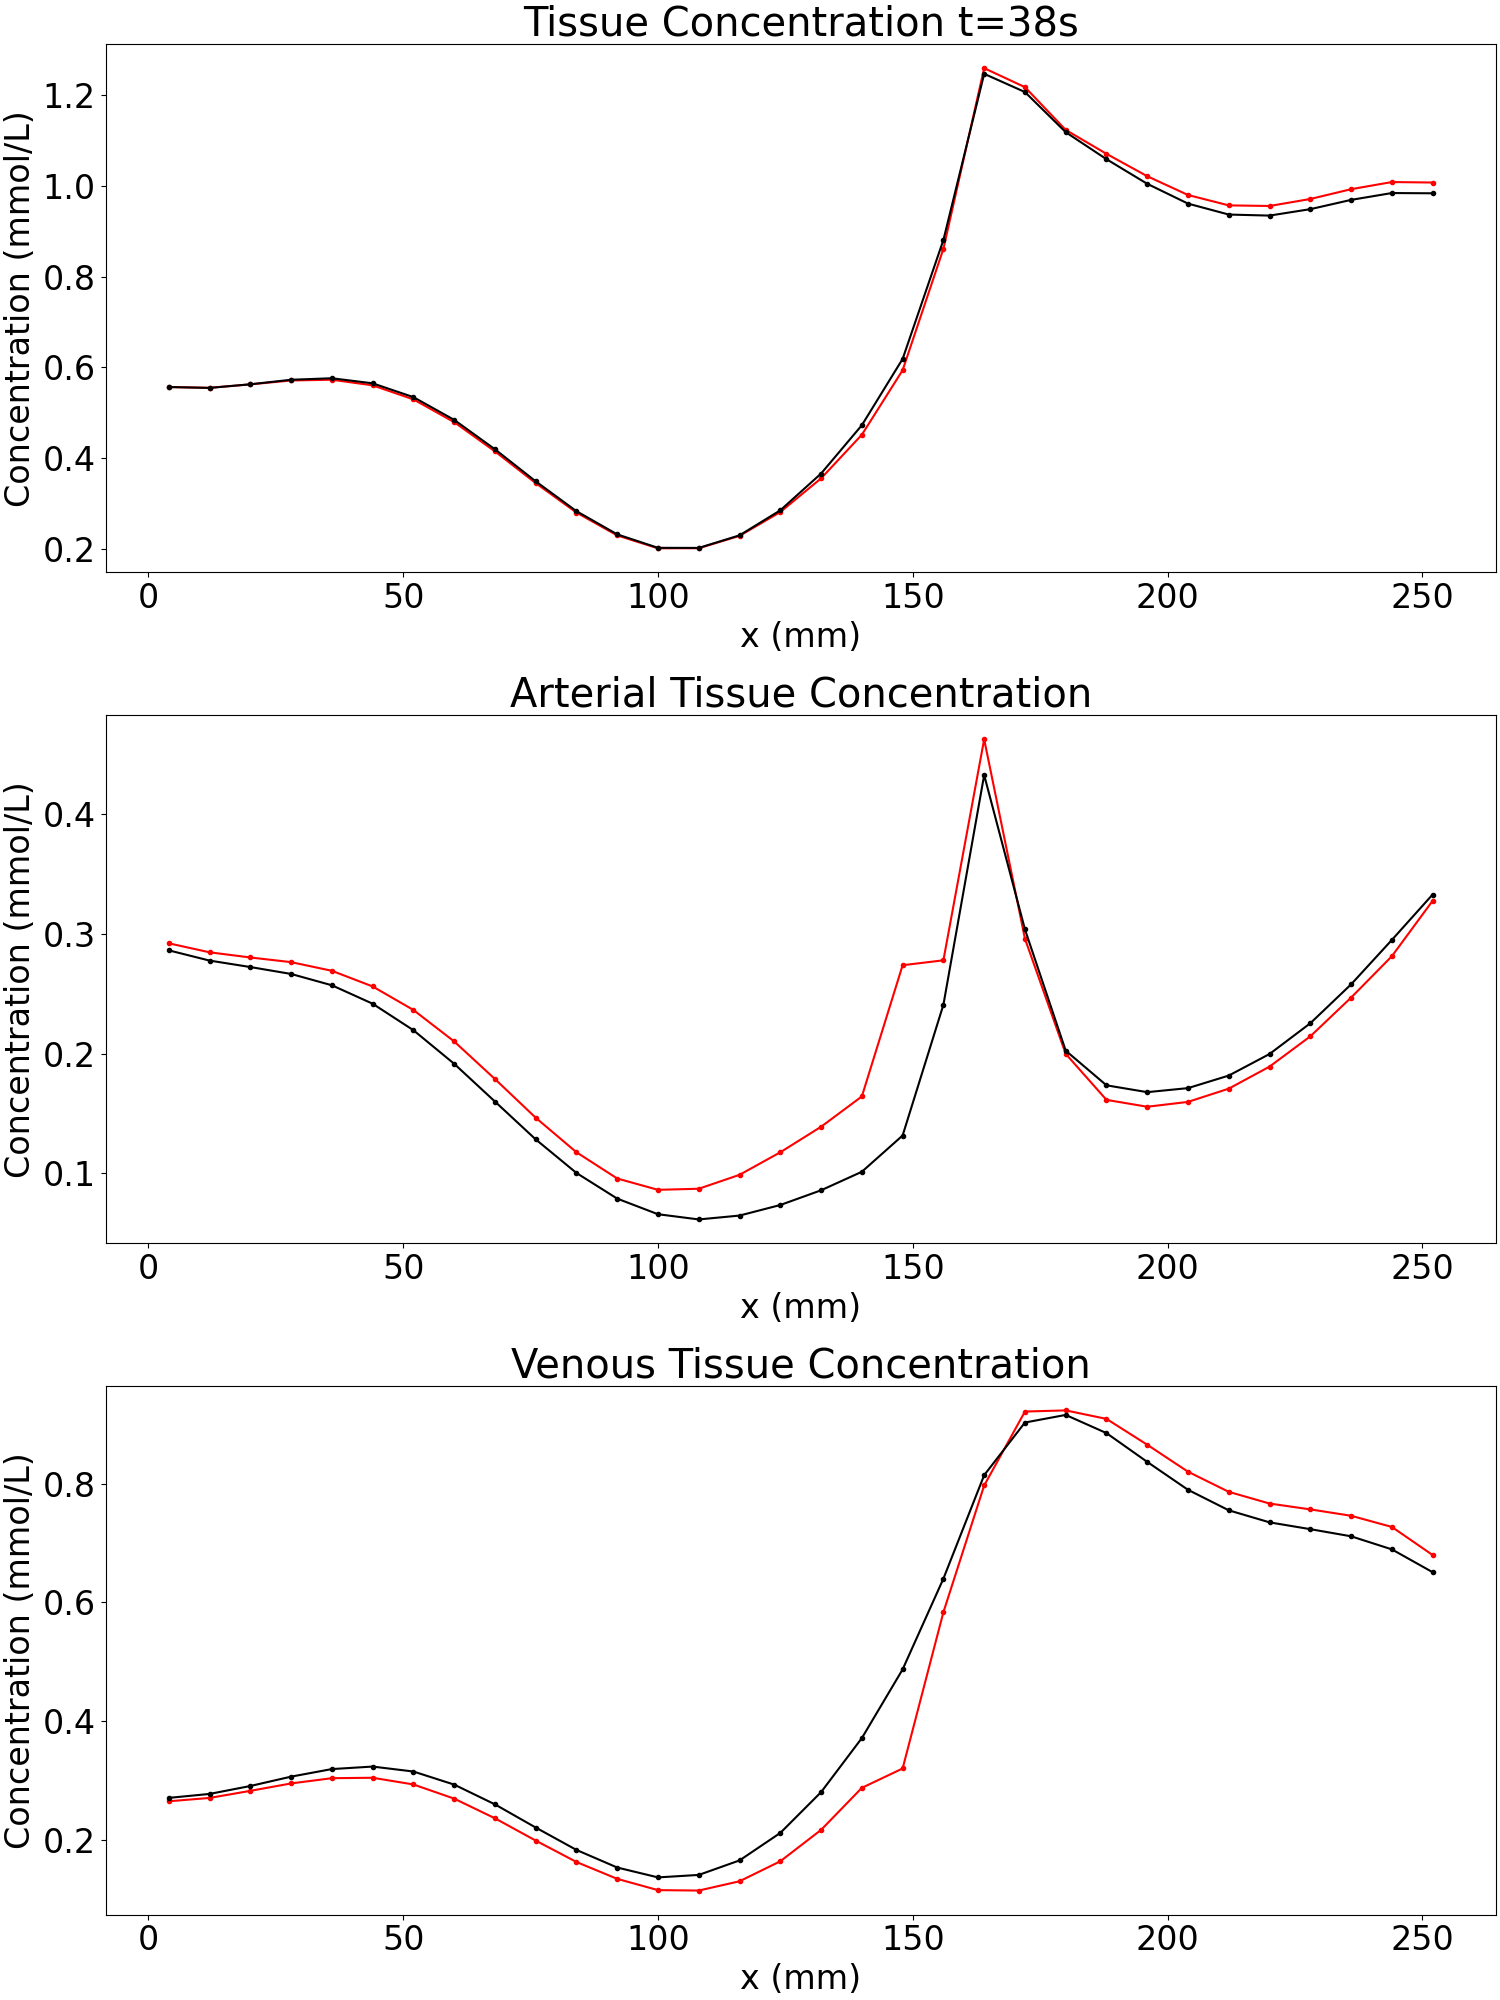 Tissue Concentration t=38s
Concentration (mmol/L)
1.2
1.0
0.8
0.6
0.4
0.2
0 50 100 150 200 250
x (mm)
Arterial Tissue Concentration
Concentration (mmol/L)
0.4
0.3
0.2
0.1
0 50 100 150 200 250
x (mm)
Venous Tissue Concentration
Concentration (mmol/L)
0.8
0.6
0.4
0.2
0 50 100 150 200 250
x (mm)